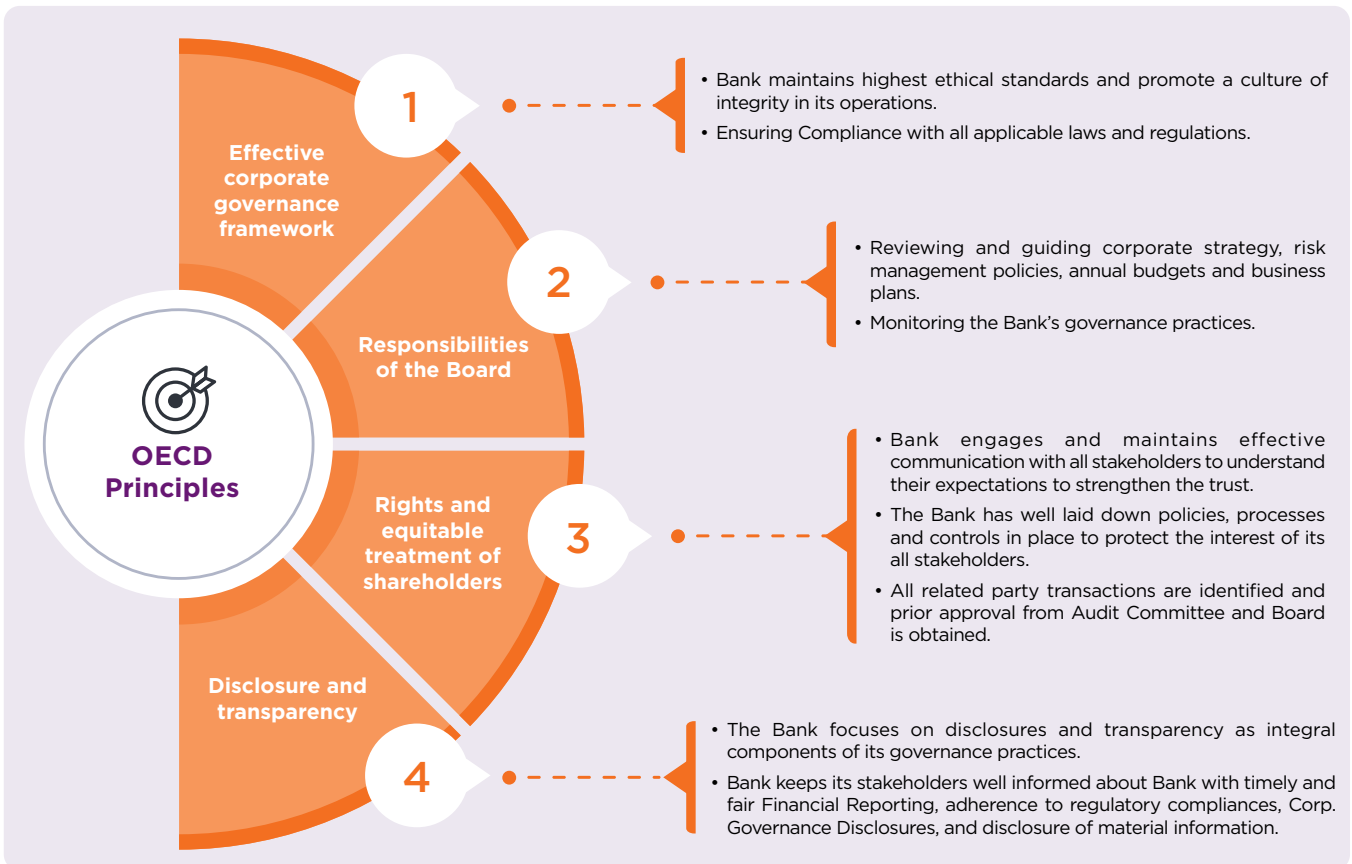 OECD
Principles
1
Effective
corporate
governance
framework
• Bank maintains highest ethical standards and promote a culture of
integrity in its operations.
• Ensuring Compliance with all applicable laws and regulations.
2
Responsibilities
of the Board
• Reviewing and guiding corporate strategy, risk
management policies, annual budgets and business
plans.
• Monitoring the Bank's governance practices.
3
Rights and
equitable
treatment of
shareholders
• Bank engages and maintains effective
communication with all stakeholders to understand
their expectations to strengthen the trust.
• The Bank has well laid down policies, processes
and controls in place to protect the interest of its
all stakeholders.
• All related party transactions are identified and
prior approval from Audit Committee and Board
is obtained.
4
Disclosure and
transparency
• The Bank focuses on disclosures and transparency as integral
components of its governance practices.
• Bank keeps its stakeholders well informed about Bank with timely and
fair Financial Reporting, adherence to regulatory compliances, Corp.
Governance Disclosures, and disclosure of material information.